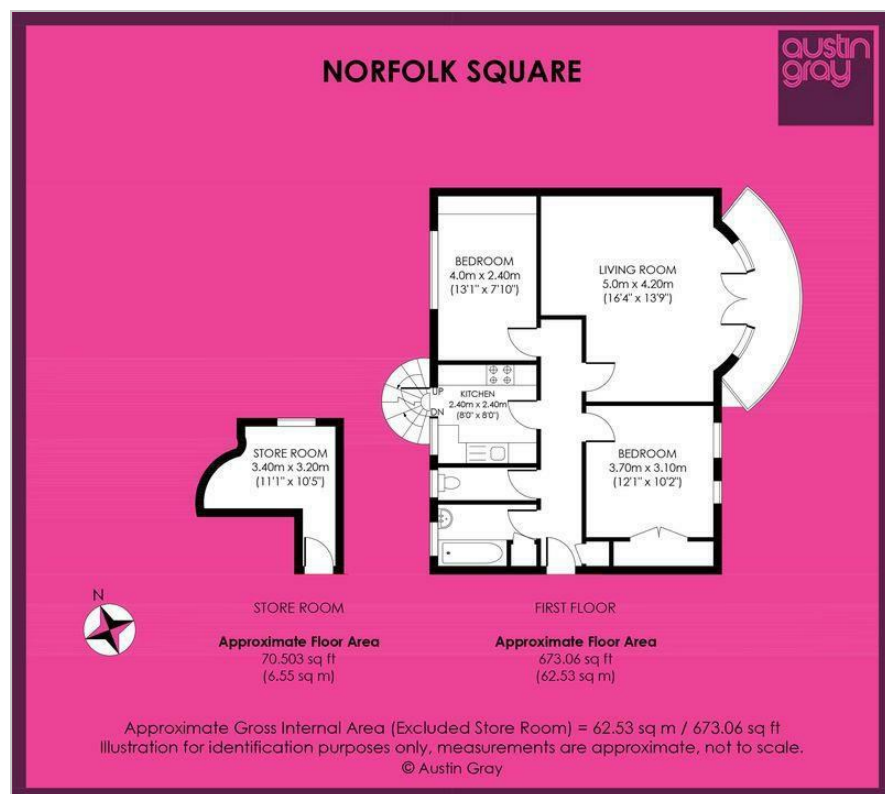 NORFOLK SQUARE
austin
gray
BEDROOM
4.0m x 2.40m
(13'1" x 7'10")
LIVING ROOM
5.0m x 4.20m
(16'4" x 13'9")
UP
DN
KITCHEN
2.40m x 2.40m
(8'0" x 8'0")
STORE ROOM
3.40m x 3.20m
(11'1" x 10'5")
BEDROOM
3.70m x 3.10m
(12'1" x 10'2")
N
STORE ROOM
Approximate Floor Area
70.503 sq ft
(6.55 sq m)
FIRST FLOOR
Approximate Floor Area
673.06 sq ft
(62.53 sq m)
Approximate Gross Internal Area (Excluded Store Room) = 62.53 sq m / 673.06 sq ft
Illustration for identification purposes only, measurements are approximate, not to scale.
© Austin Gray